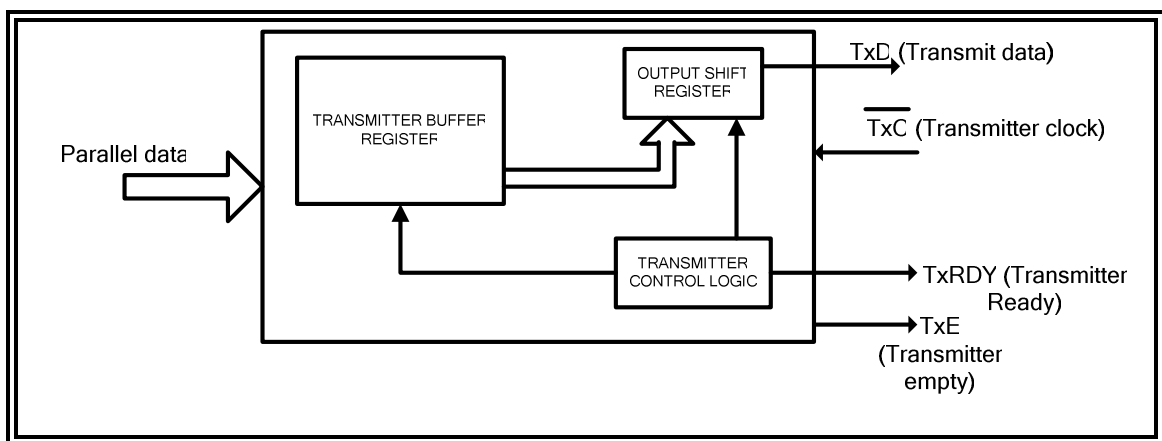 TxD (Transmit data)
OUTPUT SHIFT
REGISTER
TRANSMITTER BUFFER
REGISTER
TxC (Transmitter clock)
Parallel data
TRANSMITTER
CONTROL LOGIC
TxRDY (Transmitter
Ready)
TxE
(Transmitter
empty)